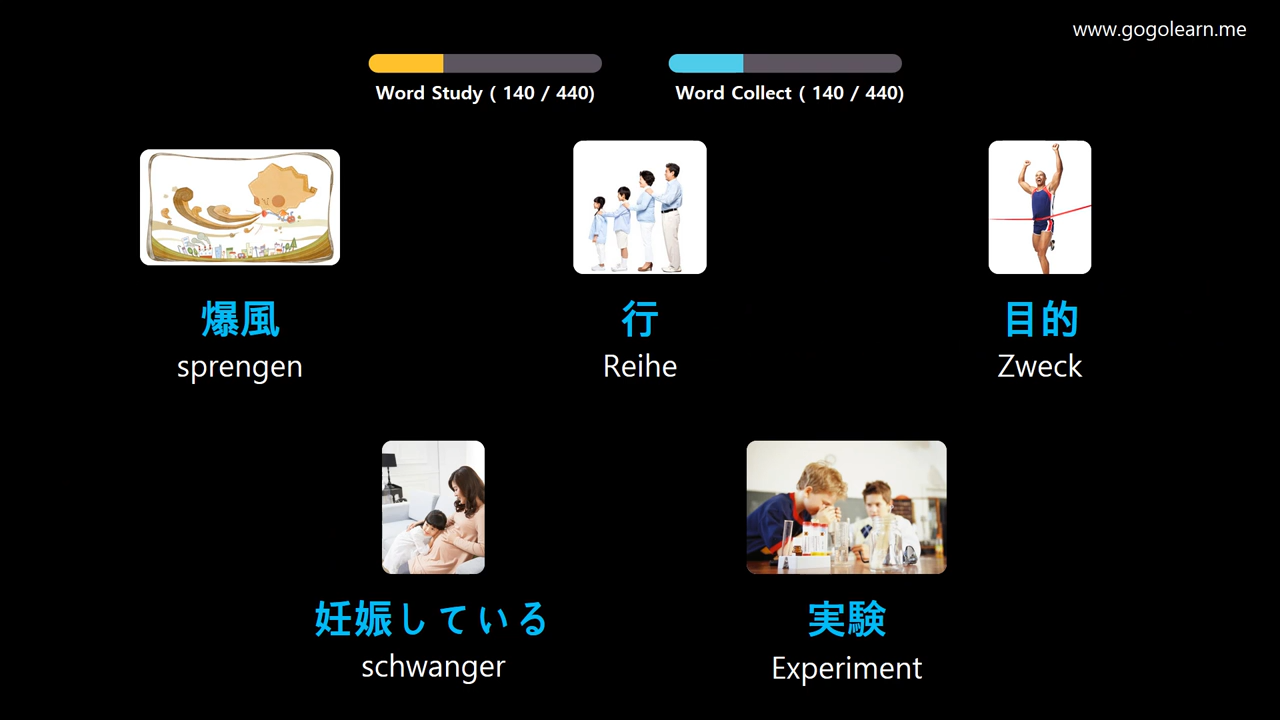 www.gogolearn.me
Word Study ( 140 / 440)
Word Collect ( 140 / 440)
爆風
sprengen
行
Reihe
目的
Zweck
妊娠している
schwanger
実験
Experiment